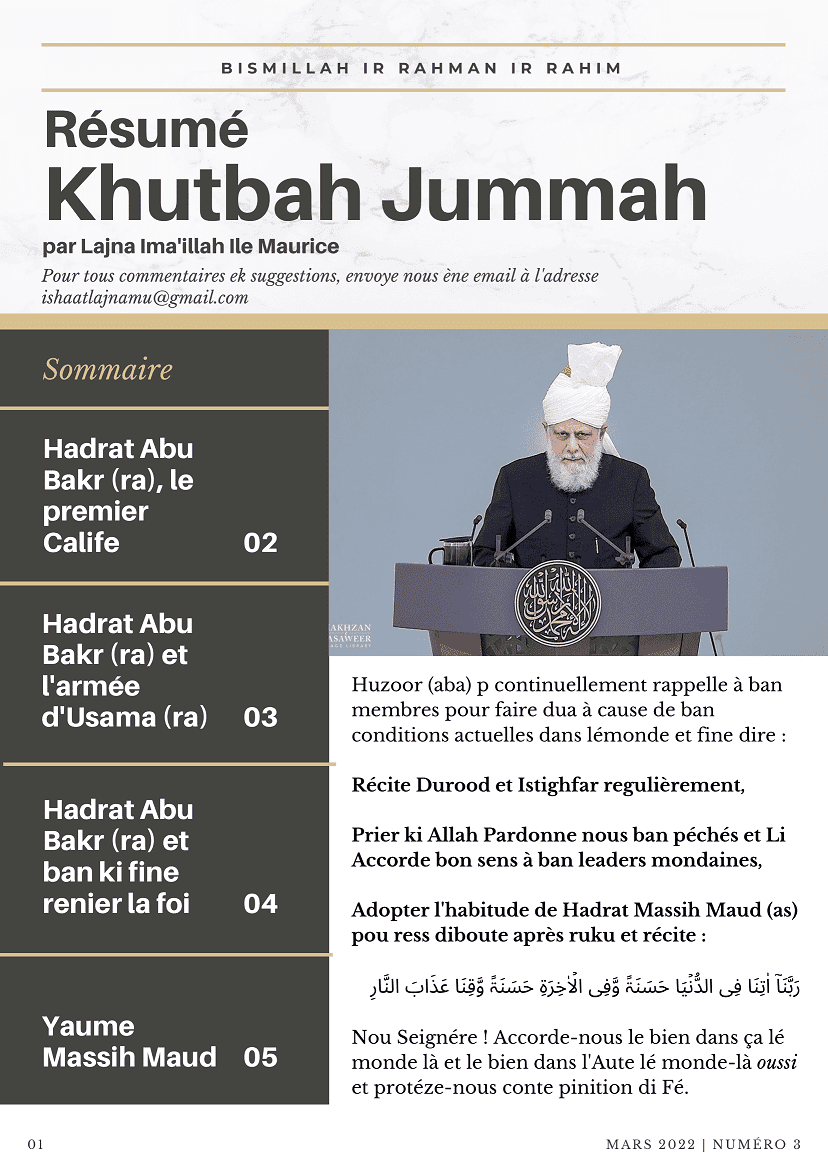 BISMILLAH IR RAHMAN IR RAHIM
Résumé
Khutbah Jummah
par Lajna Ima'illah Ile Maurice
Pour tous commentaires ek suggestions, envoye nous ène email à l'adresse
ishaatlajnamu@gmail.com
Sommaire
Hadrat Abu
Bakr (ra), le
premier
Calife 02
Hadrat Abu
Bakr (ra) et
l'armée
d'Usama (ra) 03
Hadrat Abu
Bakr (ra) et
ban ki fine
renier la foi 04
Yaume
Massih Maud 05
AKHZAN
ASAWEER
AGE LIBRARY
Huzoor (aba) p continuellement rappelle à ban
membres pour faire dua à cause de ban
conditions actuelles dans lémonde et fine dire :
Récite Durood et Istighfar regulièrement,
Prier ki Allah Pardonne nous ban péchés et Li
Accorde bon sens à ban leaders mondaines,
Adopter l'habitude de Hadrat Massih Maud (as)
pou ress diboute après ruku et récite :
رَبَّنَاۤ اٰتِنَا فِی الدُّنۡیَا حَسَنَۃً وَّفِی الۡاٰخِرَۃِ حَسَنَۃً وَّقِنَا عَذَابَ النَّارِ
Nou Seignére ! Accorde-nous le bien dans ça lé
monde là et le bien dans l'Aute lé monde-là oussi
et protéze-nous conte pinition di Fé.
01
MARS 2022 | NUMÉRO 3